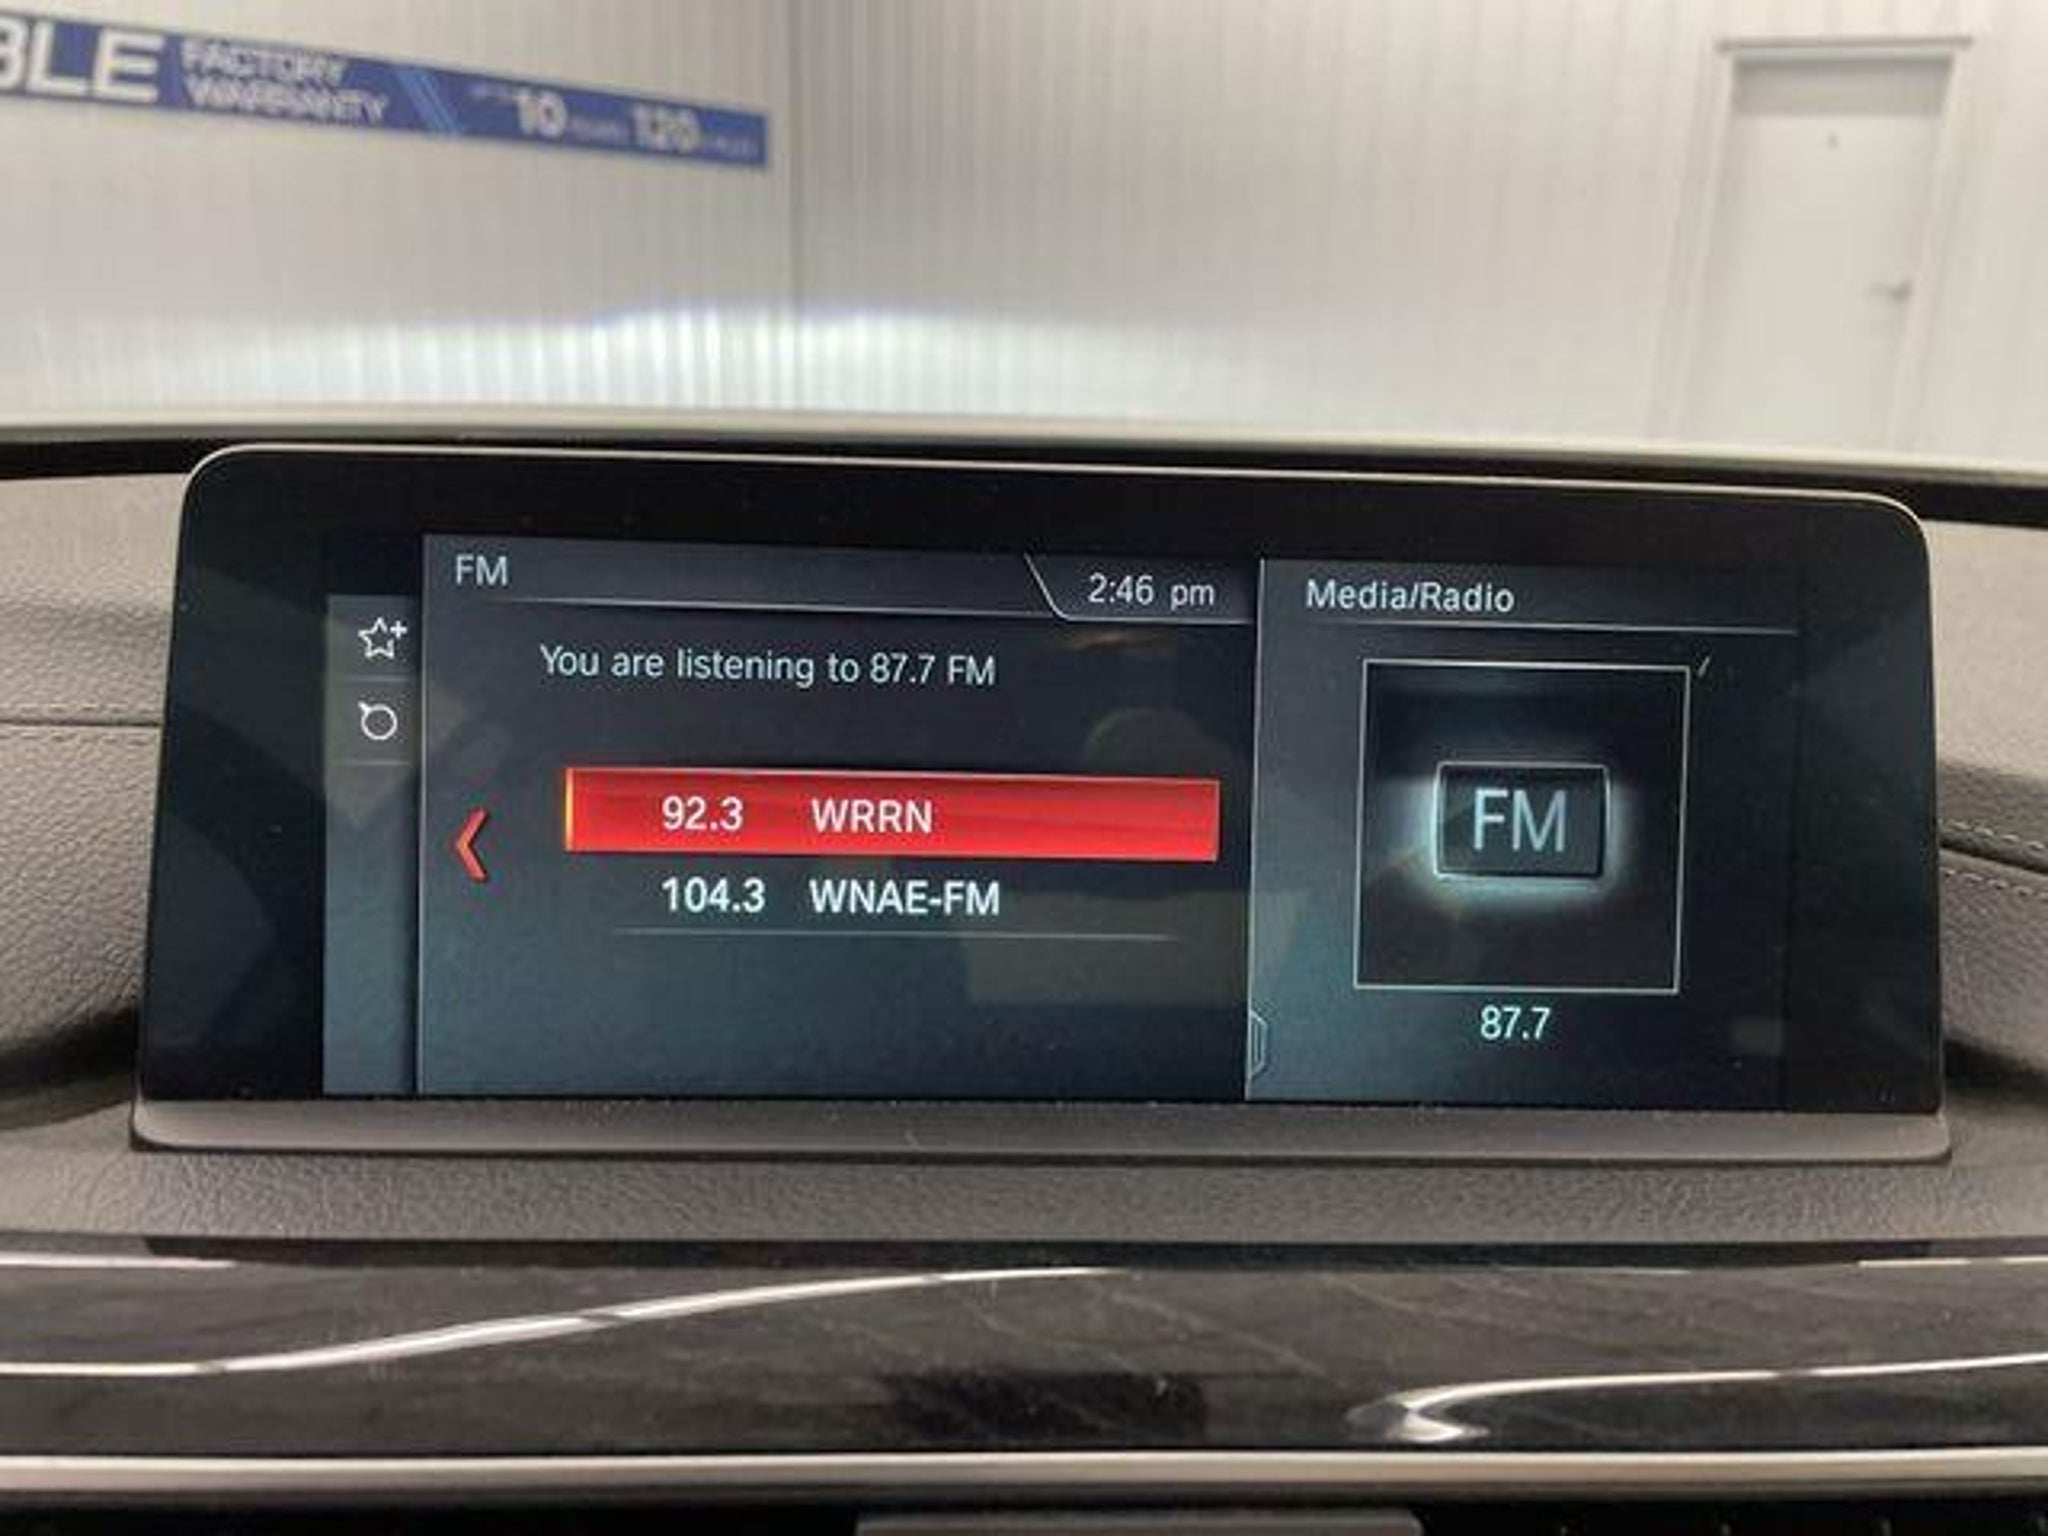 BLE FACTORY
WARRANTY
10 120
FM
2:46 pm
Media/Radio
You are listening to 87.7 FM
92.3 WRRN
104.3 WNAE-FM
FM
87.7